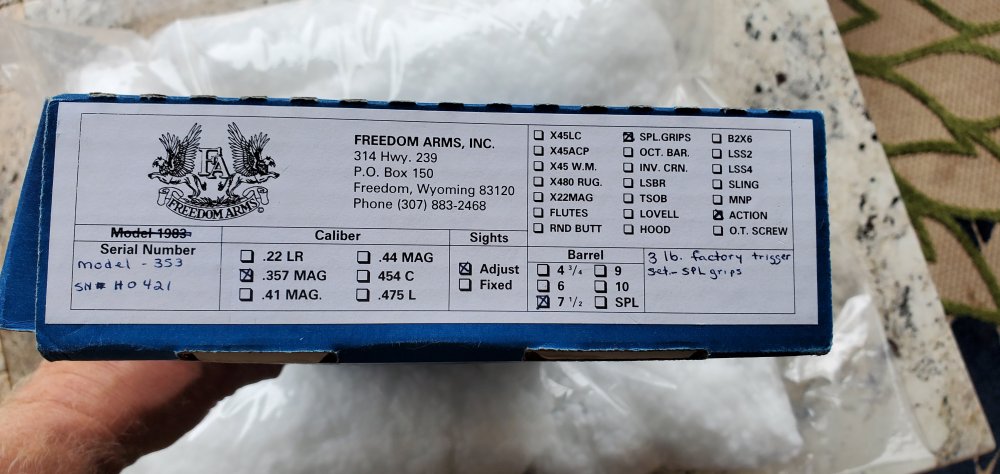 FA
FREEDOM ARMS
FREEDOM ARMS, INC.
314 Hwy. 239
P.O. Box 150
Freedom, Wyoming 83120
Phone (307) 883-2468
X45LC
X45ACP
X45 W.M.
X480 RUG.
X22MAG
FLUTES
RND BUTT
SPL.GRIPS
OCT. BAR.
INV. CRN.
LSBR
TSOB
LOVELL
HOOD
B2X6
LSS2
LSS4
SLING
MNP
ACTION
O.T. SCREW
Model 1983
Serial Number
model - 353
SN# H0421
Caliber
.22 LR
.357 MAG
.41 MAG.
.44 MAG
454 C
.475 L
Sights
Adjust
Fixed
Barrel
4 3/4
6
7 1/2
9
10
SPL
3 lb. factory trigger
set - SPL grips